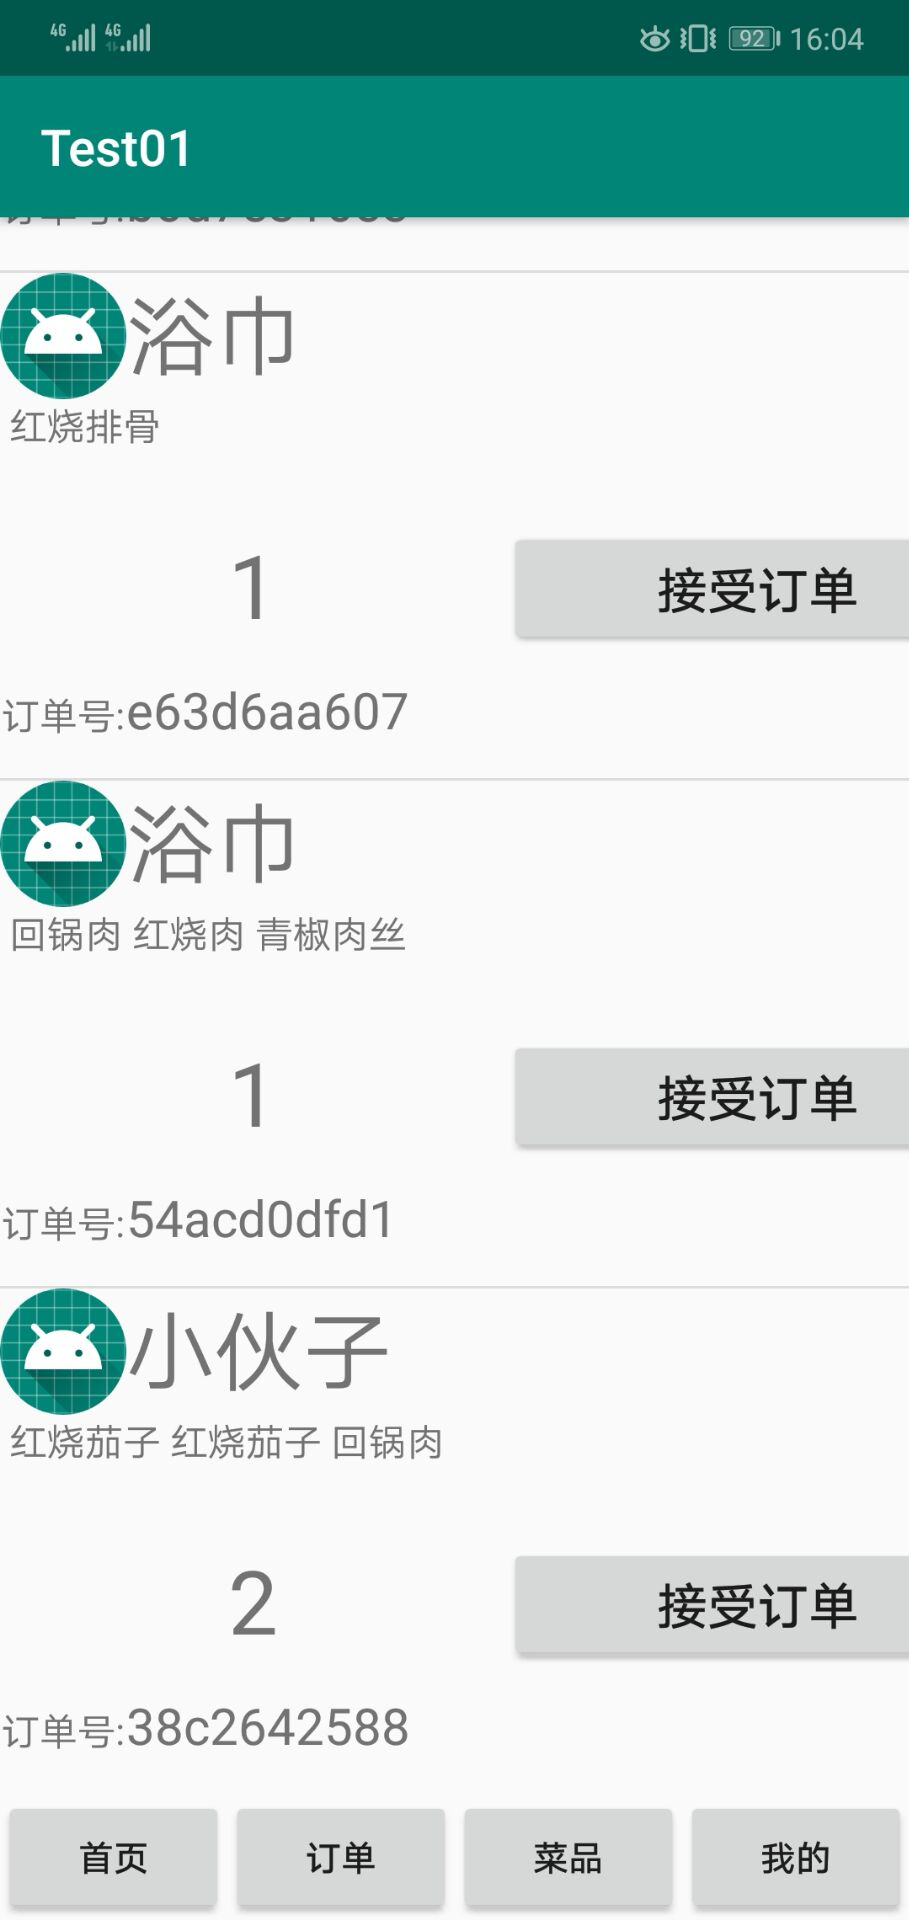 4G 4G 92 16:04
Test01
浴巾
红烧排骨
1 接受订单
订单号:e63d6aa607
浴巾
回锅肉 红烧肉 青椒肉丝
1 接受订单
订单号:54acd0dfd1
小伙子
红烧茄子 红烧茄子 回锅肉
2 接受订单
订单号:38c2642588
首页 订单 菜品 我的